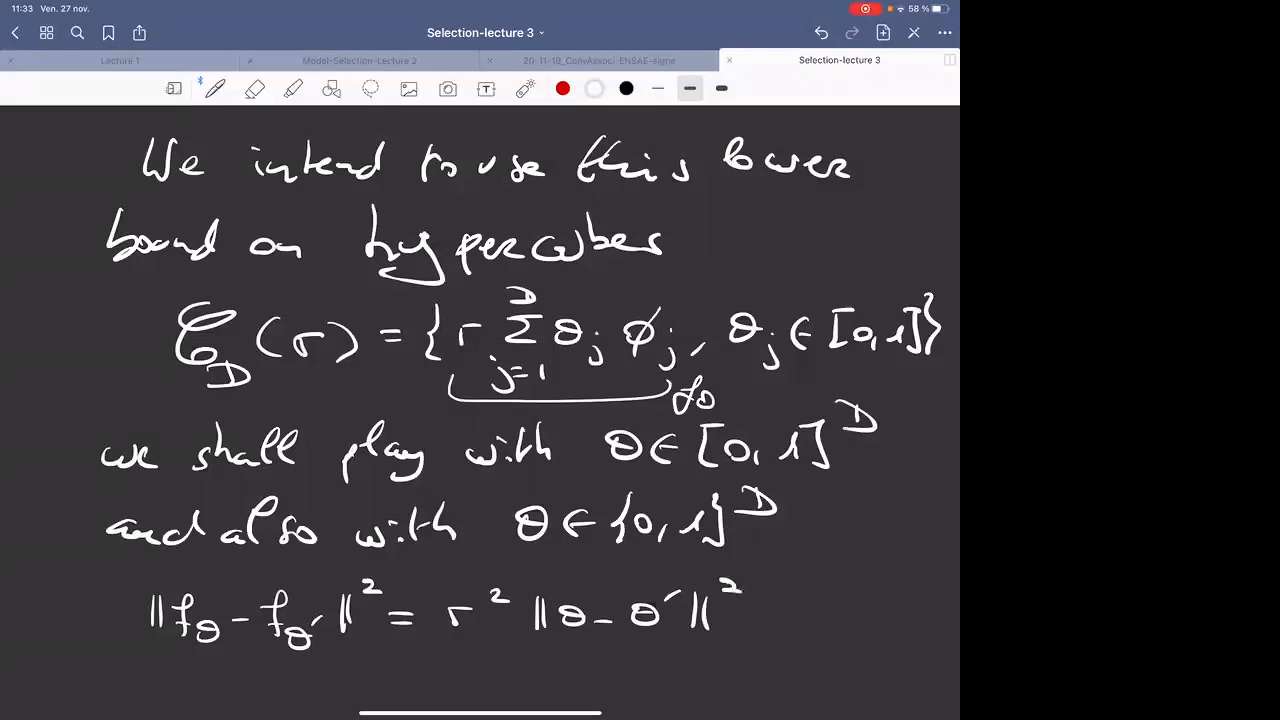 11:33 Ven. 27 nov.
58 %
Selection-lecture 3
Lecture 1
Model-Selection-Lecture 2
20-11-18_ConvAssoci-ENSAE-signe
Selection-lecture 3
We intend to use this lower
bound on hypercubes
𝒞_D(r) = {r Σ_{j=1}^D θ_j ϕ_j, θ_j ∈ [0,1]}
f_θ
we shall play with θ ∈ [0,1]^D
and also with θ ∈ {0,1}^D
‖f_θ - f_θ'‖² = r² ‖θ - θ'‖²